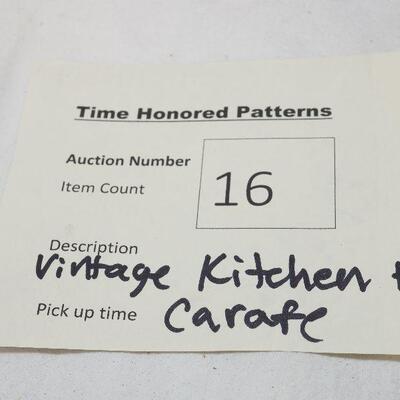 Time Honored Patterns
Auction Number
Item Count
16
Description
Vintage Kitchen
Pick up time
Carafe